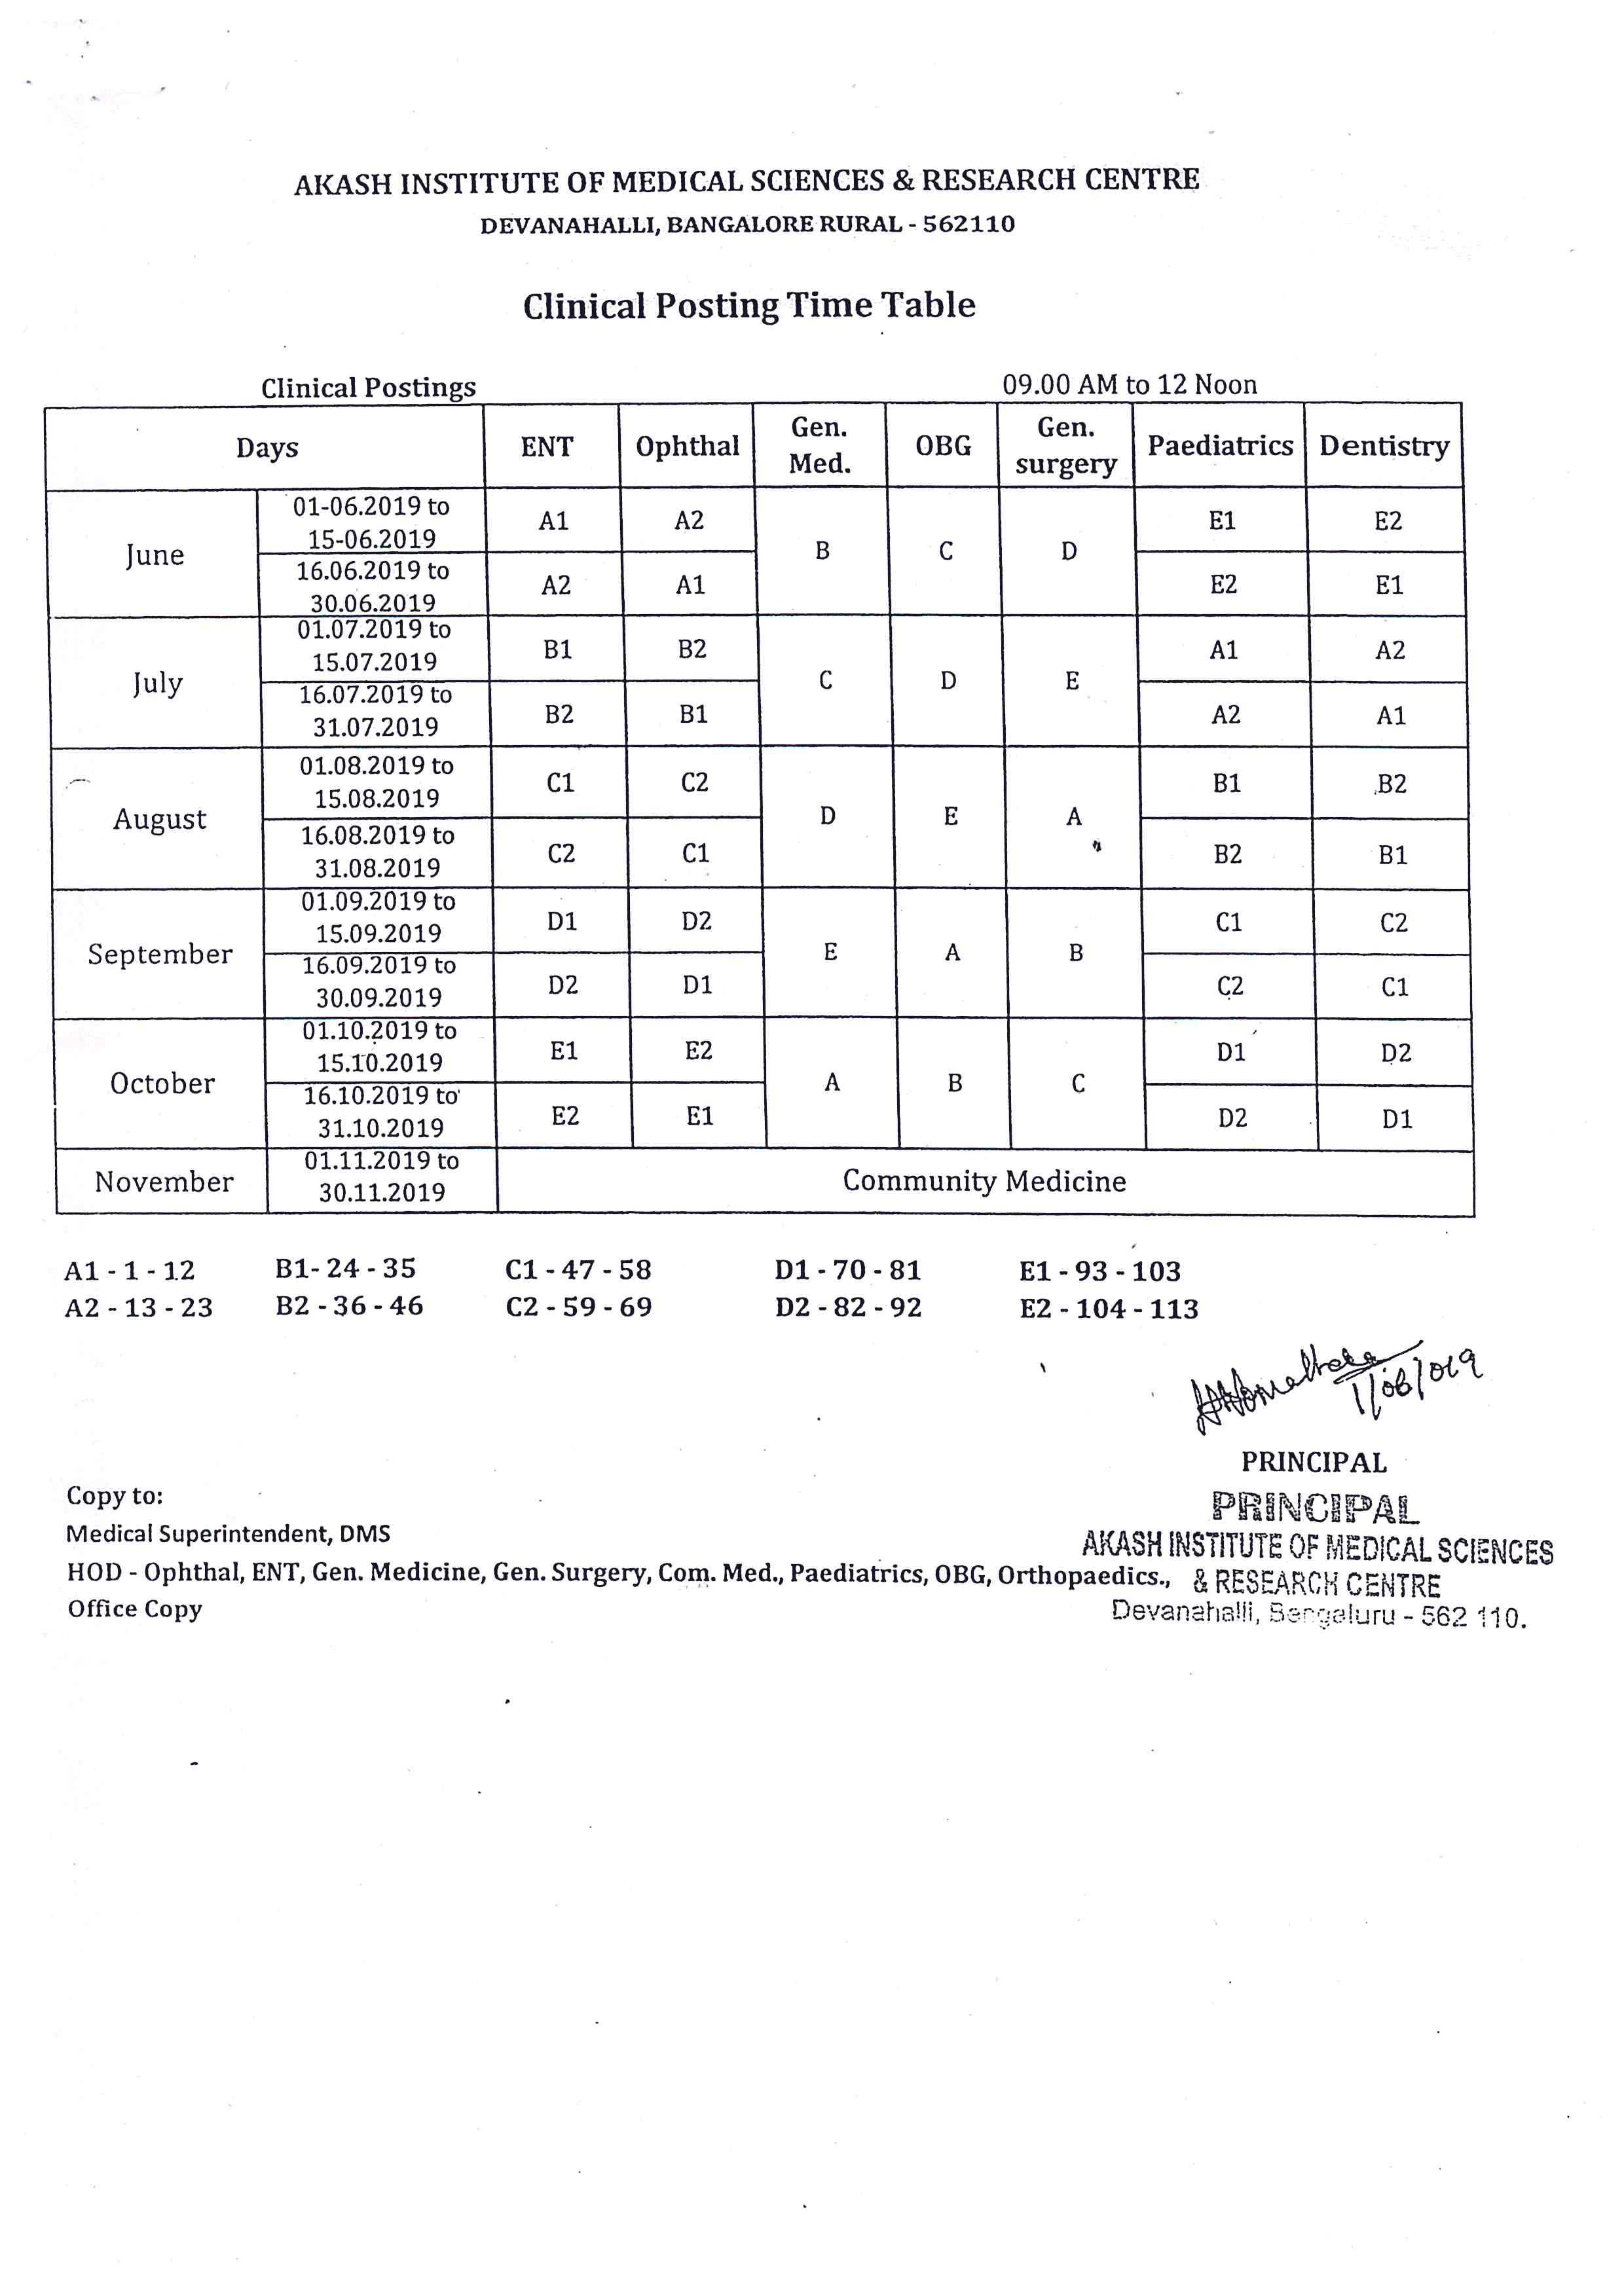 AKASH INSTITUTE OF MEDICAL SCIENCES & RESEARCH CENTRE
DEVANAHALLI, BANGALORE RURAL - 562110
Clinical Posting Time Table
Clinical Postings 09.00 AM to 12 Noon
Days ENT Ophthal Gen. Med. OBG Gen. surgery Paediatrics Dentistry
June 01-06.2019 to 15-06.2019 A1 A2 B C D E1 E2
16.06.2019 to 30.06.2019 A2 A1 E2 E1
July 01.07.2019 to 15.07.2019 B1 B2 C D E A1 A2
16.07.2019 to 31.07.2019 B2 B1 A2 A1
August 01.08.2019 to 15.08.2019 C1 C2 D E A B1 B2
16.08.2019 to 31.08.2019 C2 C1 B2 B1
September 01.09.2019 to 15.09.2019 D1 D2 E A B C1 C2
16.09.2019 to 30.09.2019 D2 D1 C2 C1
October 01.10.2019 to 15.10.2019 E1 E2 A B C D1 D2
16.10.2019 to 31.10.2019 E2 E1 D2 D1
November 01.11.2019 to 30.11.2019 Community Medicine
A1 - 1 - 12 B1- 24 - 35 C1 - 47 - 58 D1 - 70 - 81 E1 - 93 - 103
A2 - 13 - 23 B2 - 36 - 46 C2 - 59 - 69 D2 - 82 - 92 E2 - 104 - 113
1/06/019
PRINCIPAL
PRINCIPAL
AKASH INSTITUTE OF MEDICAL SCIENCES
& RESEARCH CENTRE
Devanahalli, Bengaluru - 562 110.
Copy to:
Medical Superintendent, DMS
HOD - Ophthal, ENT, Gen. Medicine, Gen. Surgery, Com. Med., Paediatrics, OBG, Orthopaedics.,
Office Copy